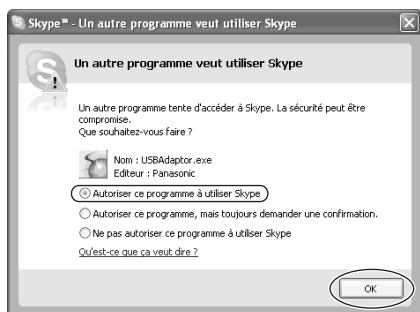 Skype™ - Un autre programme veut utiliser Skype
Un autre programme veut utiliser Skype
Un autre programme tente d'accéder à Skype. La sécurité peut être
compromise.
Que souhaitez-vous faire ?
Nom : USBAdaptor.exe
Editeur : Panasonic
Autoriser ce programme à utiliser Skype
Autoriser ce programme, mais toujours demander une confirmation.
Ne pas autoriser ce programme à utiliser Skype
Qu'est-ce que ça veut dire ?
OK